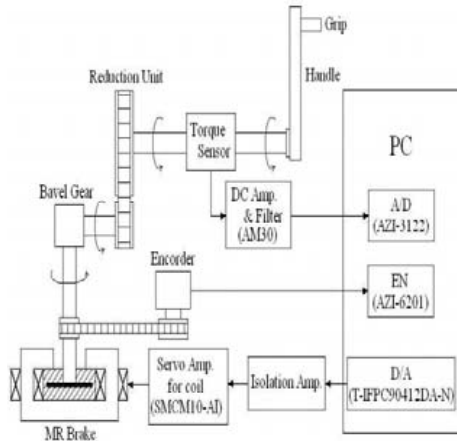 Grip
Reduction Unit
Handle
Torque
Sensor
PC
Bavel Gear
DC Amp.
& Filter
(AM30)
A/D
(AZI-3122)
Encorder
EN
(AZI-6201)
Servo Amp.
for coil
(SMCM10-AI)
Isolation Amp.
D/A
(T-IFPC90412DA-N)
MR Brake